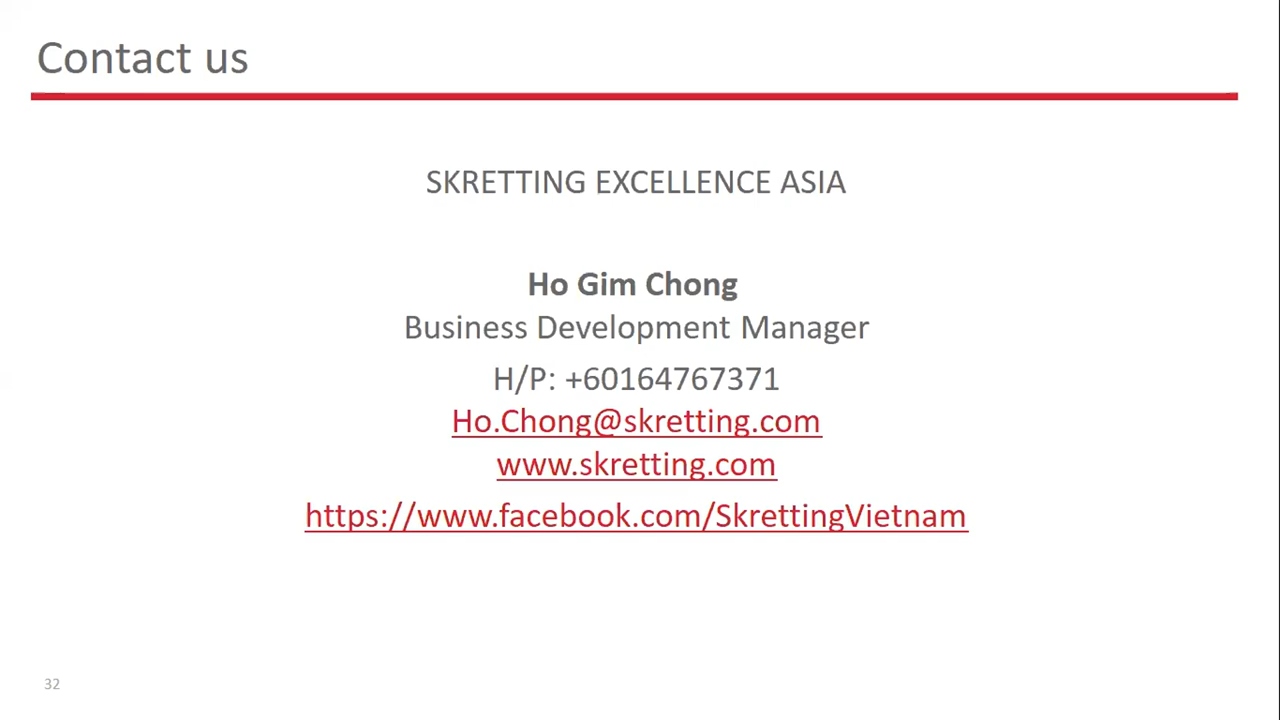 Contact us
SKRETTING EXCELLENCE ASIA
Ho Gim Chong
Business Development Manager
H/P: +60164767371
Ho.Chong@skretting.com
www.skretting.com
https://www.facebook.com/SkrettingVietnam
32